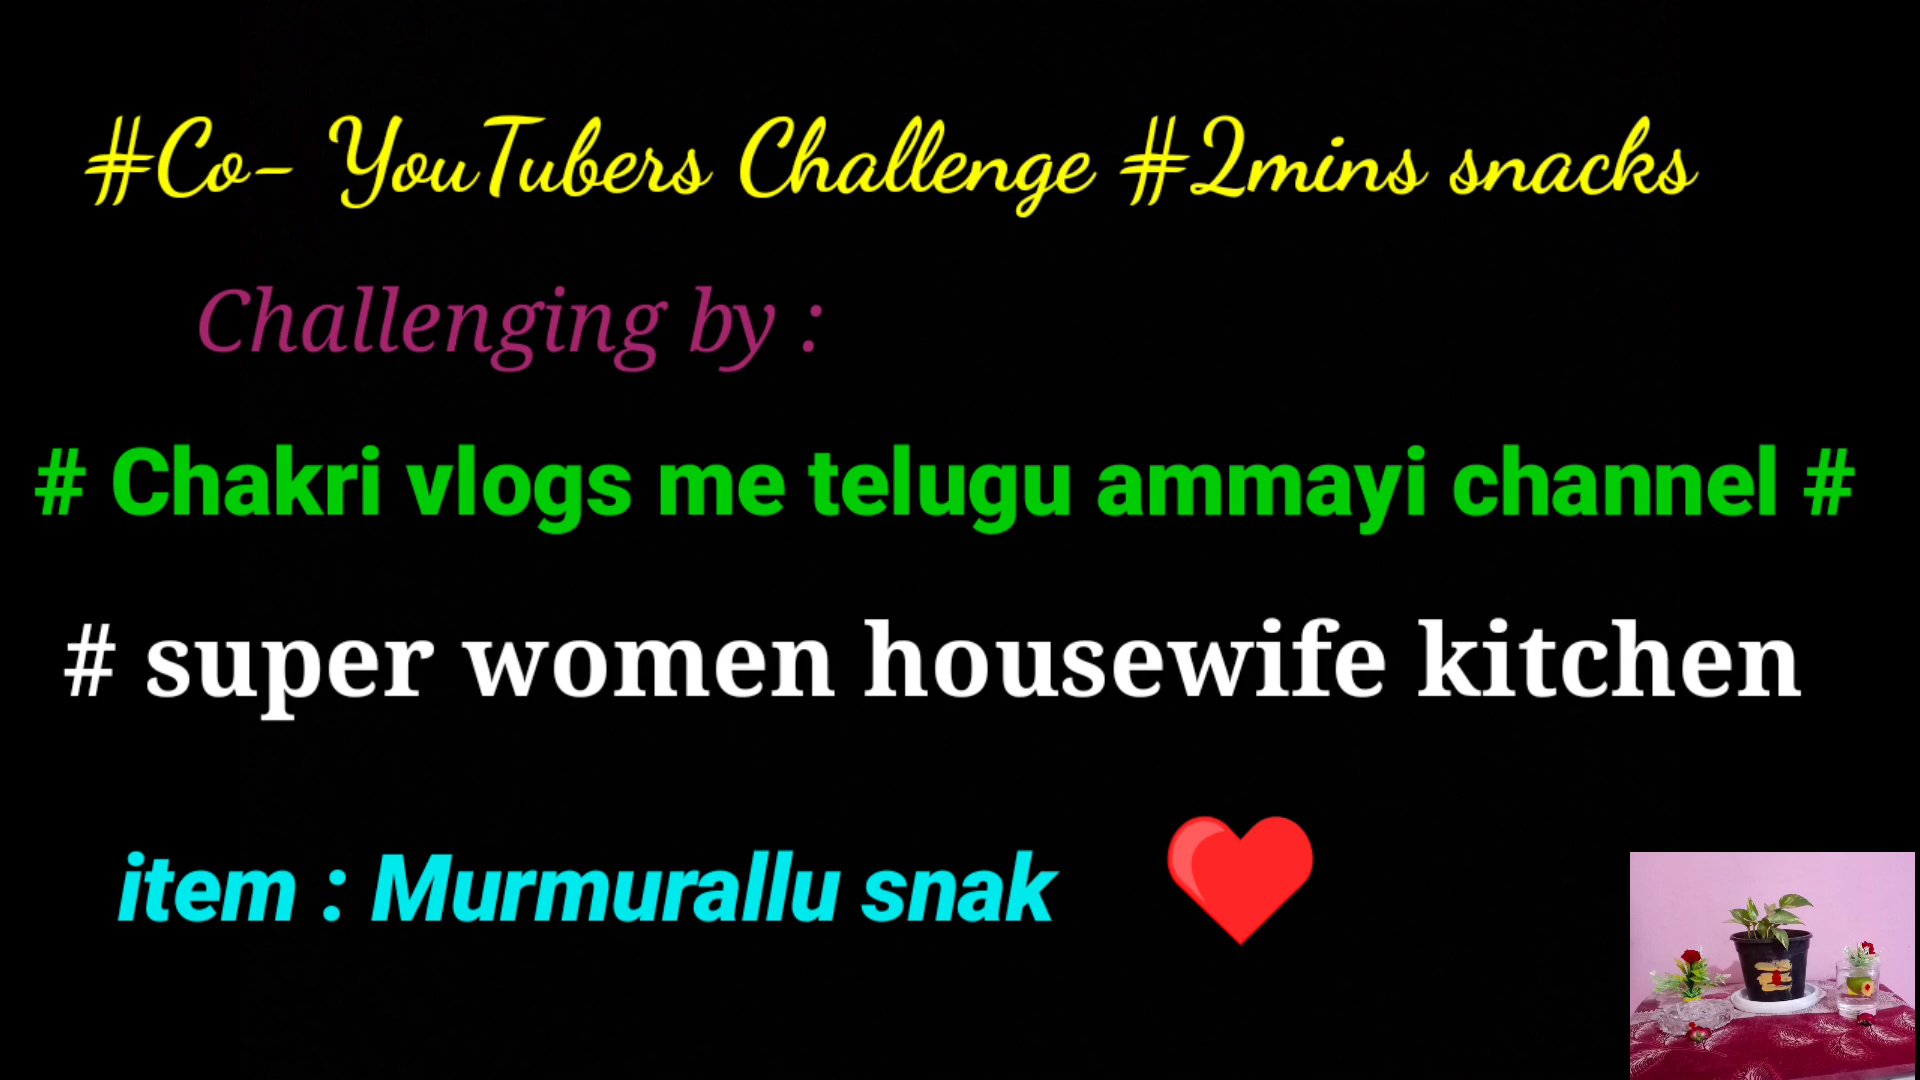 #Co- YouTubers Challenge #2mins snacks
Challenging by :
# Chakri vlogs me telugu ammayi channel #
# super women housewife kitchen
item : Murmurallu snak